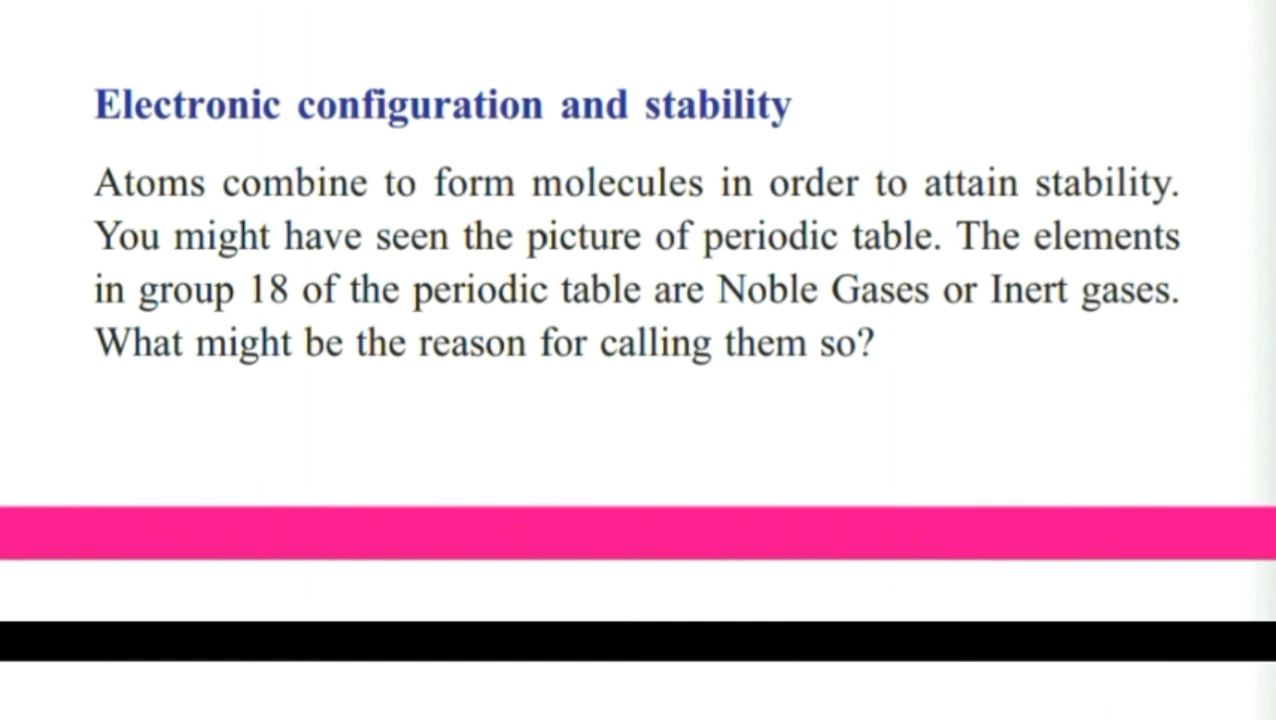 Electronic configuration and stability
Atoms combine to form molecules in order to attain stability.
You might have seen the picture of periodic table. The elements
in group 18 of the periodic table are Noble Gases or Inert gases.
What might be the reason for calling them so?